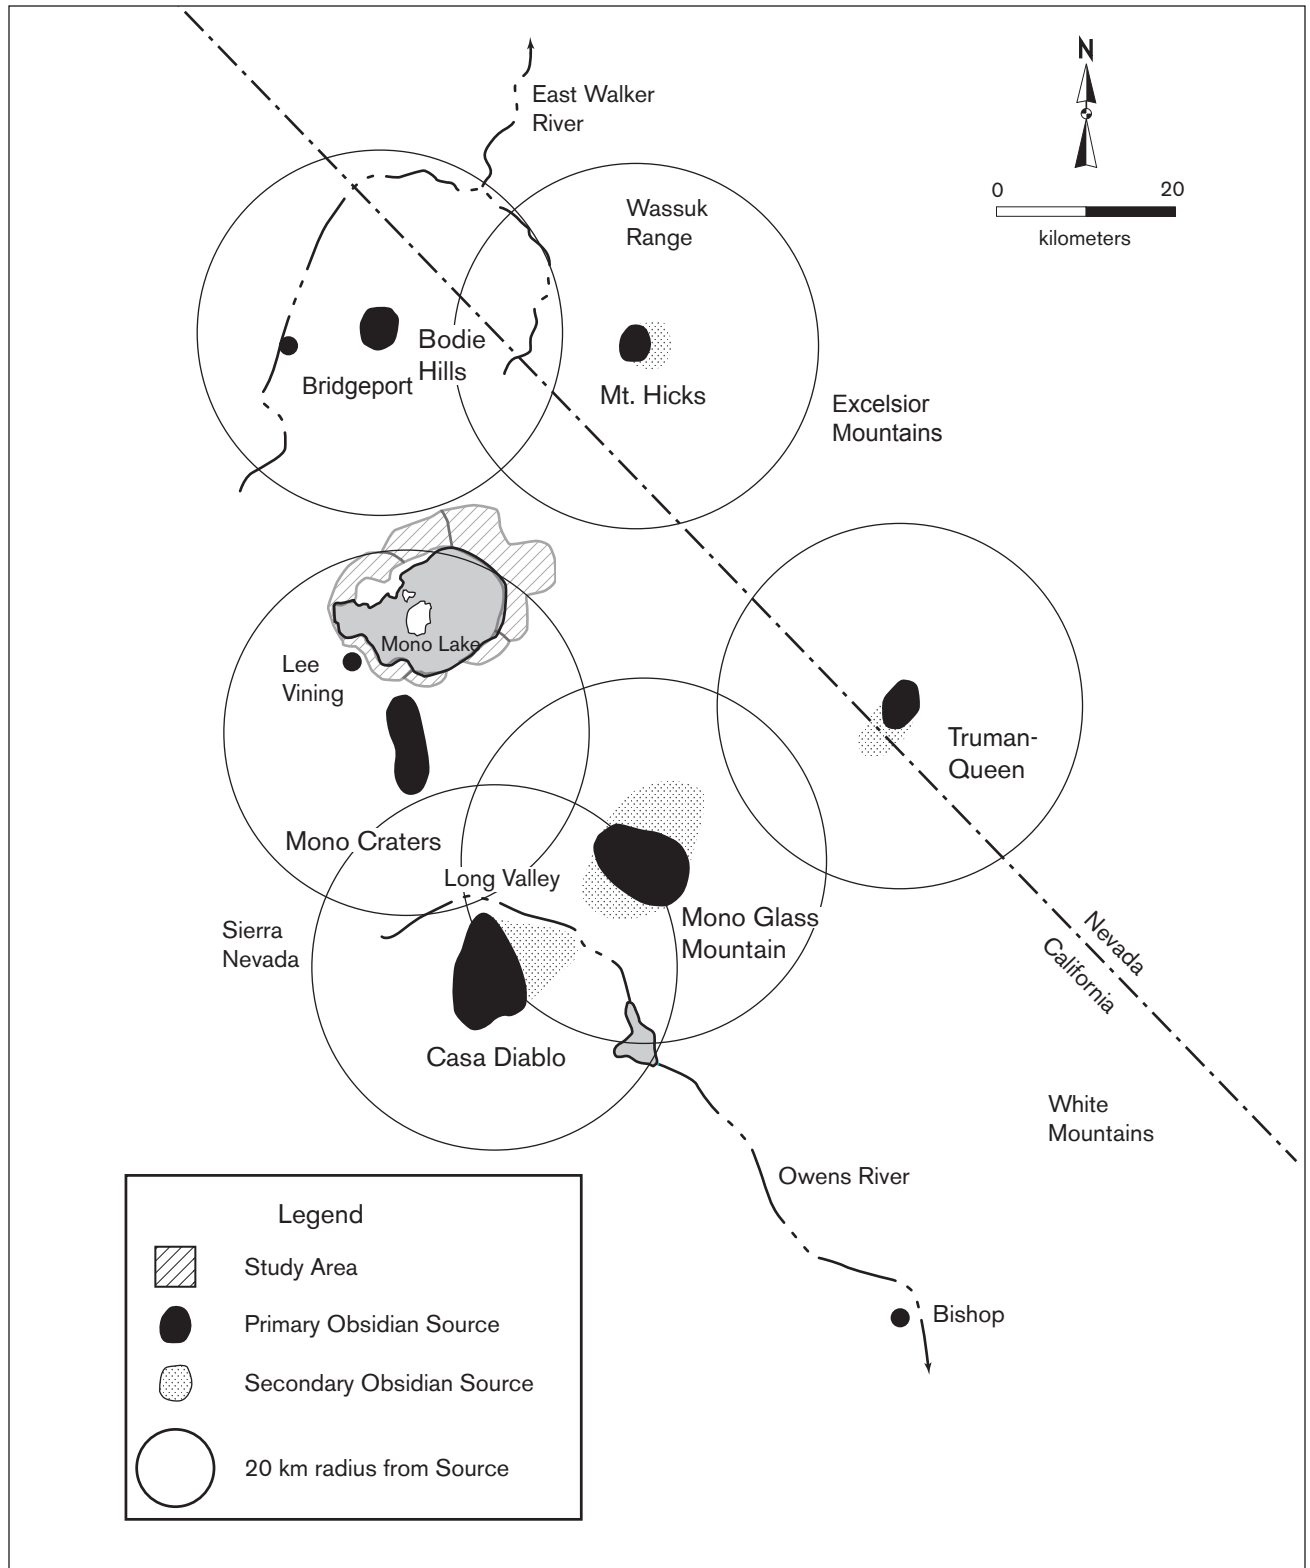 N
0 20
kilometers
East Walker
River
Wassuk
Range
Bodie
Hills
Bridgeport
Mt. Hicks
Excelsior
Mountains
Mono Lake
Lee
Vining
Truman-
Queen
Mono Craters
Long Valley
Mono Glass
Mountain
Sierra
Nevada
Nevada
California
Casa Diablo
White
Mountains
Owens River
Bishop
Legend
Study Area
Primary Obsidian Source
Secondary Obsidian Source
20 km radius from Source